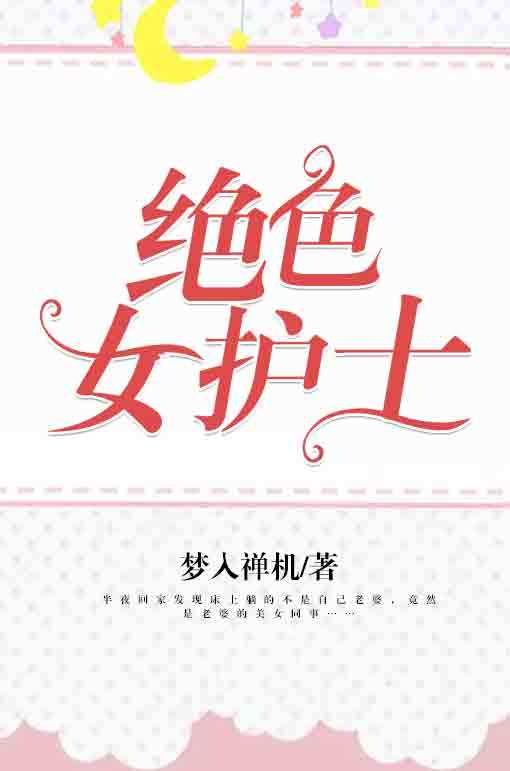 绝色
女护士
梦入禅机/著
半夜回家发现床上躺的不是自己老婆，竟然
是老婆的美女同事……